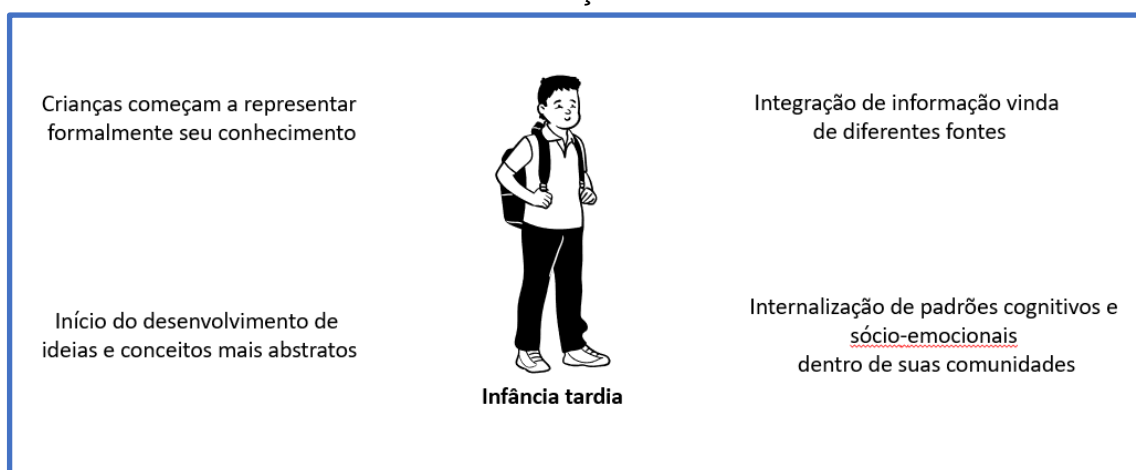 Crianças começam a representar
formalmente seu conhecimento
Integração de informação vinda
de diferentes fontes
Início do desenvolvimento de
ideias e conceitos mais abstratos
Internalização de padrões cognitivos e
sócio-emocionais
dentro de suas comunidades
Infância tardia